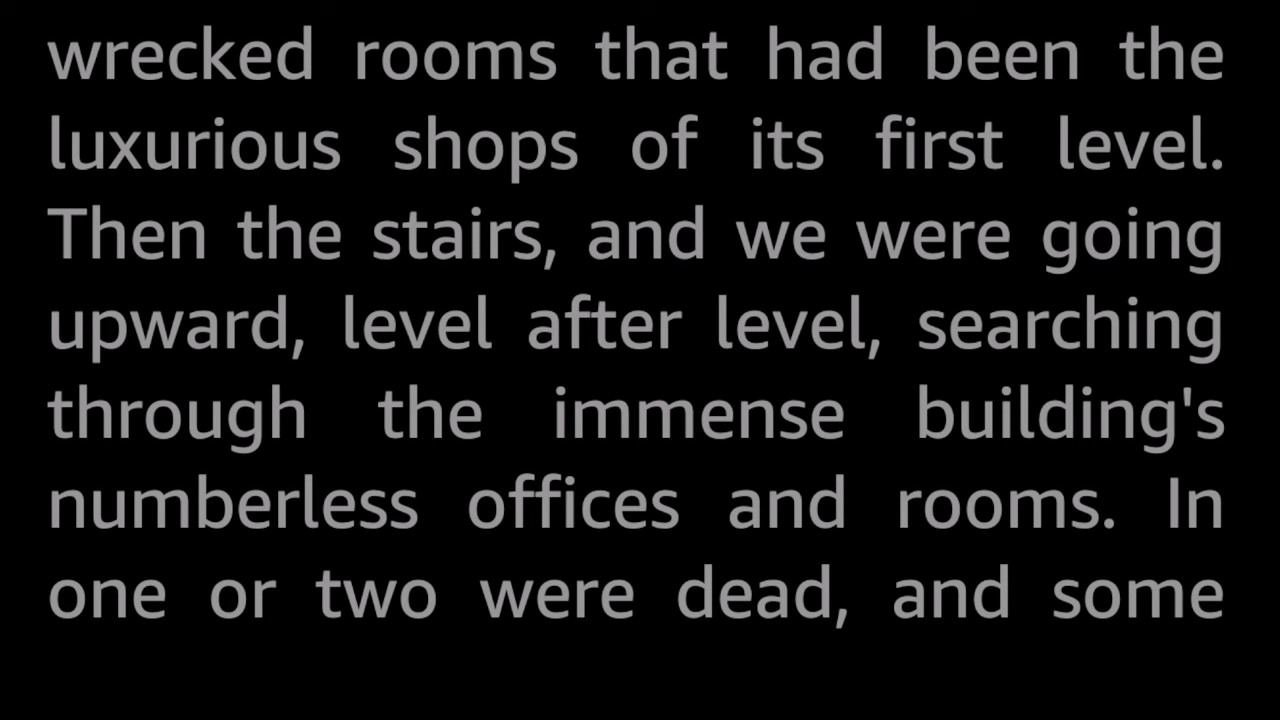 wrecked rooms that had been the
luxurious shops of its first level.
Then the stairs, and we were going
upward, level after level, searching
through the immense building's
numberless offices and rooms. In
one or two were dead, and some